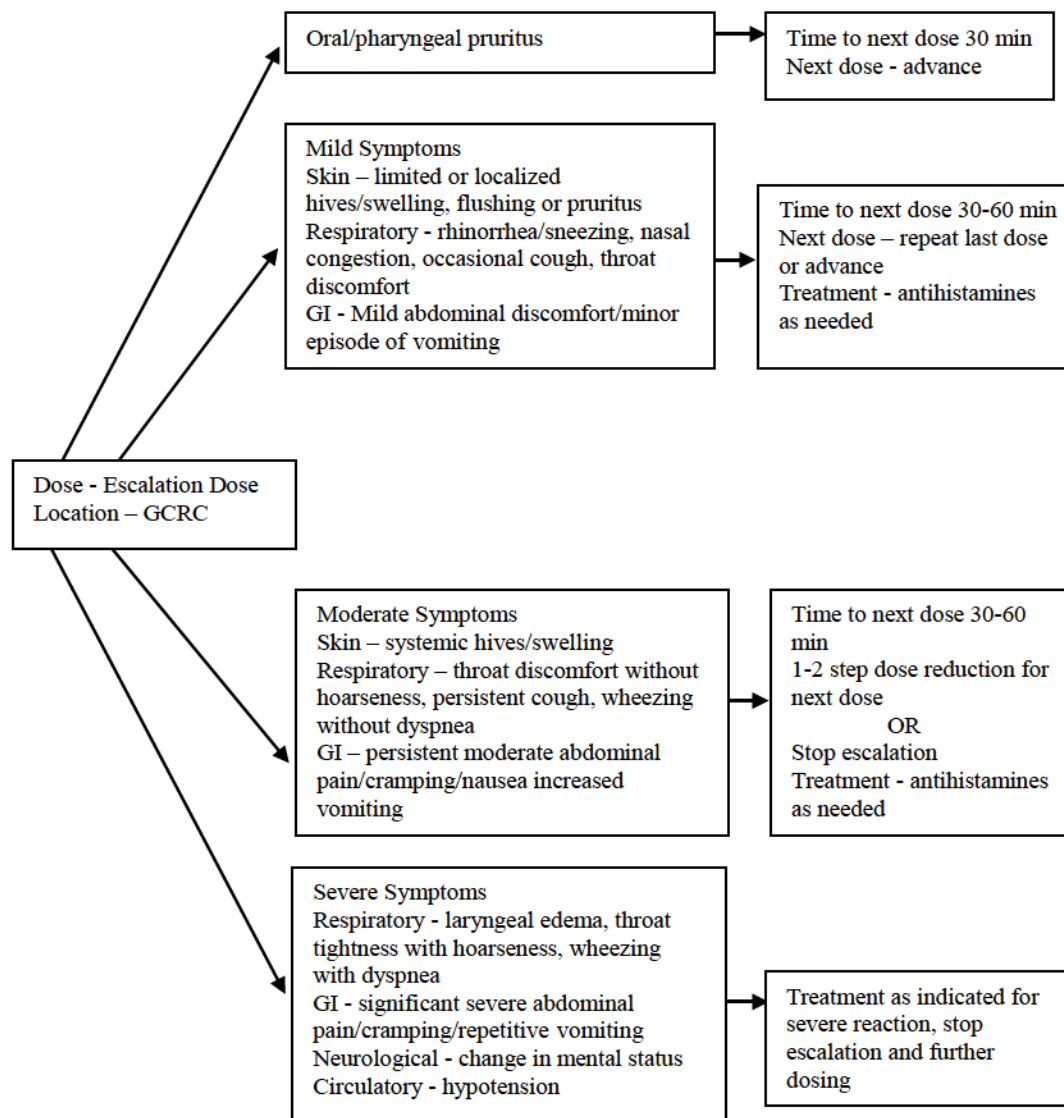 Oral/pharyngeal pruritus
Time to next dose 30 min
Next dose - advance
Mild Symptoms
Skin – limited or localized
hives/swelling, flushing or pruritus
Respiratory - rhinorrhea/sneezing, nasal
congestion, occasional cough, throat
discomfort
GI - Mild abdominal discomfort/minor
episode of vomiting
Time to next dose 30-60 min
Next dose – repeat last dose
or advance
Treatment - antihistamines
as needed
Dose - Escalation Dose
Location – GCRC
Moderate Symptoms
Skin – systemic hives/swelling
Respiratory – throat discomfort without
hoarseness, persistent cough, wheezing
without dyspnea
GI – persistent moderate abdominal
pain/cramping/nausea increased
vomiting
Time to next dose 30-60
min
1-2 step dose reduction for
next dose
OR
Stop escalation
Treatment - antihistamines
as needed
Severe Symptoms
Respiratory - laryngeal edema, throat
tightness with hoarseness, wheezing
with dyspnea
GI - significant severe abdominal
pain/cramping/repetitive vomiting
Neurological - change in mental status
Circulatory - hypotension
Treatment as indicated for
severe reaction, stop
escalation and further
dosing